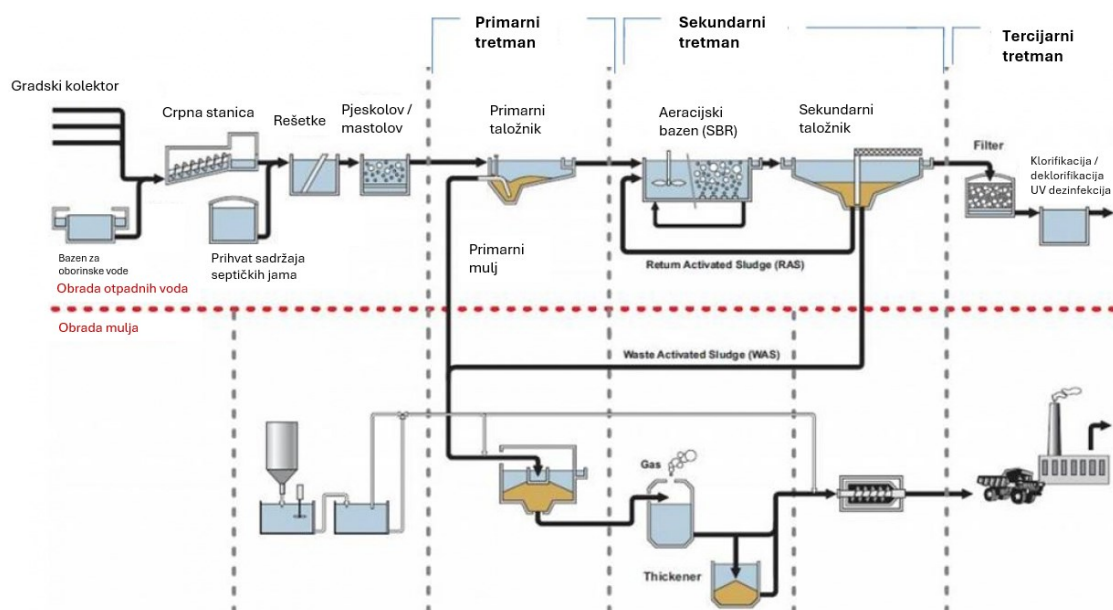 Primarni
tretman
Sekundarni
tretman
Tercijarni
tretman
Gradski kolektor
Crpna stanica
Rešetke
Pjeskolov /
mastolov
Primarni
taložnik
Aeracijski
bazen (SBR)
Sekundarni
taložnik
Filter
Klorifikacija /
deklorifikacija
UV dezinfekcija
Bazen za
oborinske vode
Prihvat sadržaja
septičkih jama
Primarni
mulj
Return Activated Sludge (RAS)
Obrada otpadnih voda
Obrada mulja
Waste Activated Sludge (WAS)
Gas
Thickener